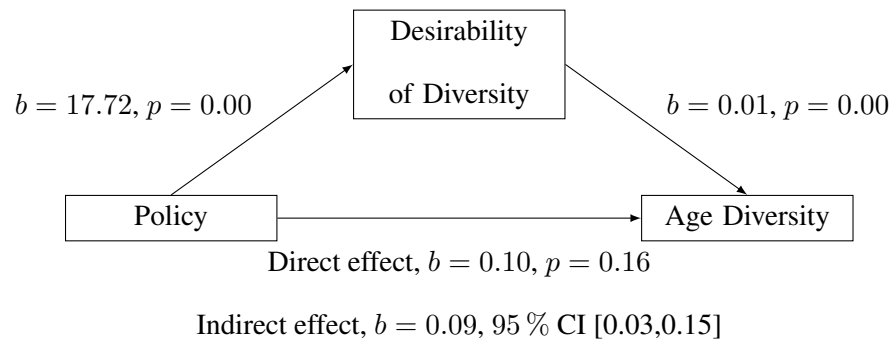 Desirability
of Diversity
b = 17.72, p = 0.00
b = 0.01, p = 0.00
Policy
Age Diversity
Direct effect, b = 0.10, p = 0.16
Indirect effect, b = 0.09, 95 % CI [0.03,0.15]